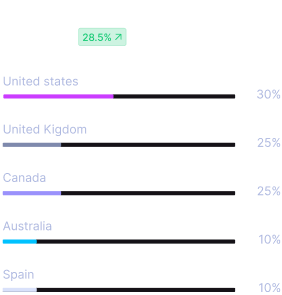 28.5%
United states
30%
United Kigdom
25%
Canada
25%
Australia
10%
Spain
10%